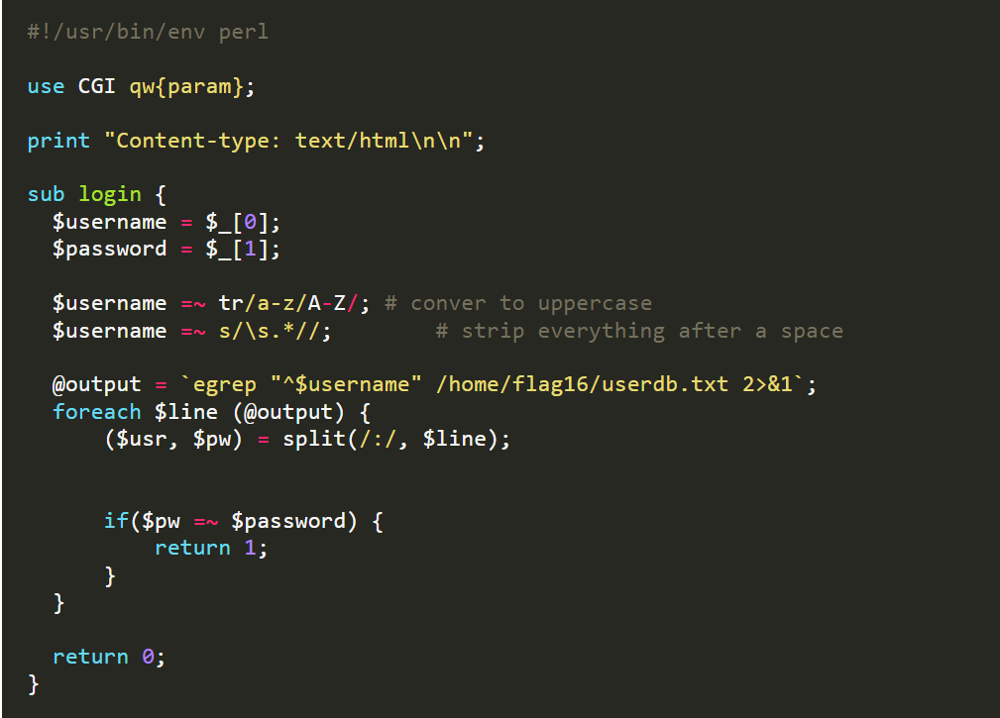 #!/usr/bin/env perl
use CGI qw{param};
print "Content-type: text/html\n\n";
sub login {
$username = $_[0];
$password = $_[1];
$username =~ tr/a-z/A-Z/; # conver to uppercase
$username =~ s/\s.*//; # strip everything after a space
@output = `egrep "^$username" /home/flag16/userdb.txt 2>&1`;
foreach $line (@output) {
($usr, $pw) = split(/:/, $line);
if($pw =~ $password) {
return 1;
}
}
return 0;
}